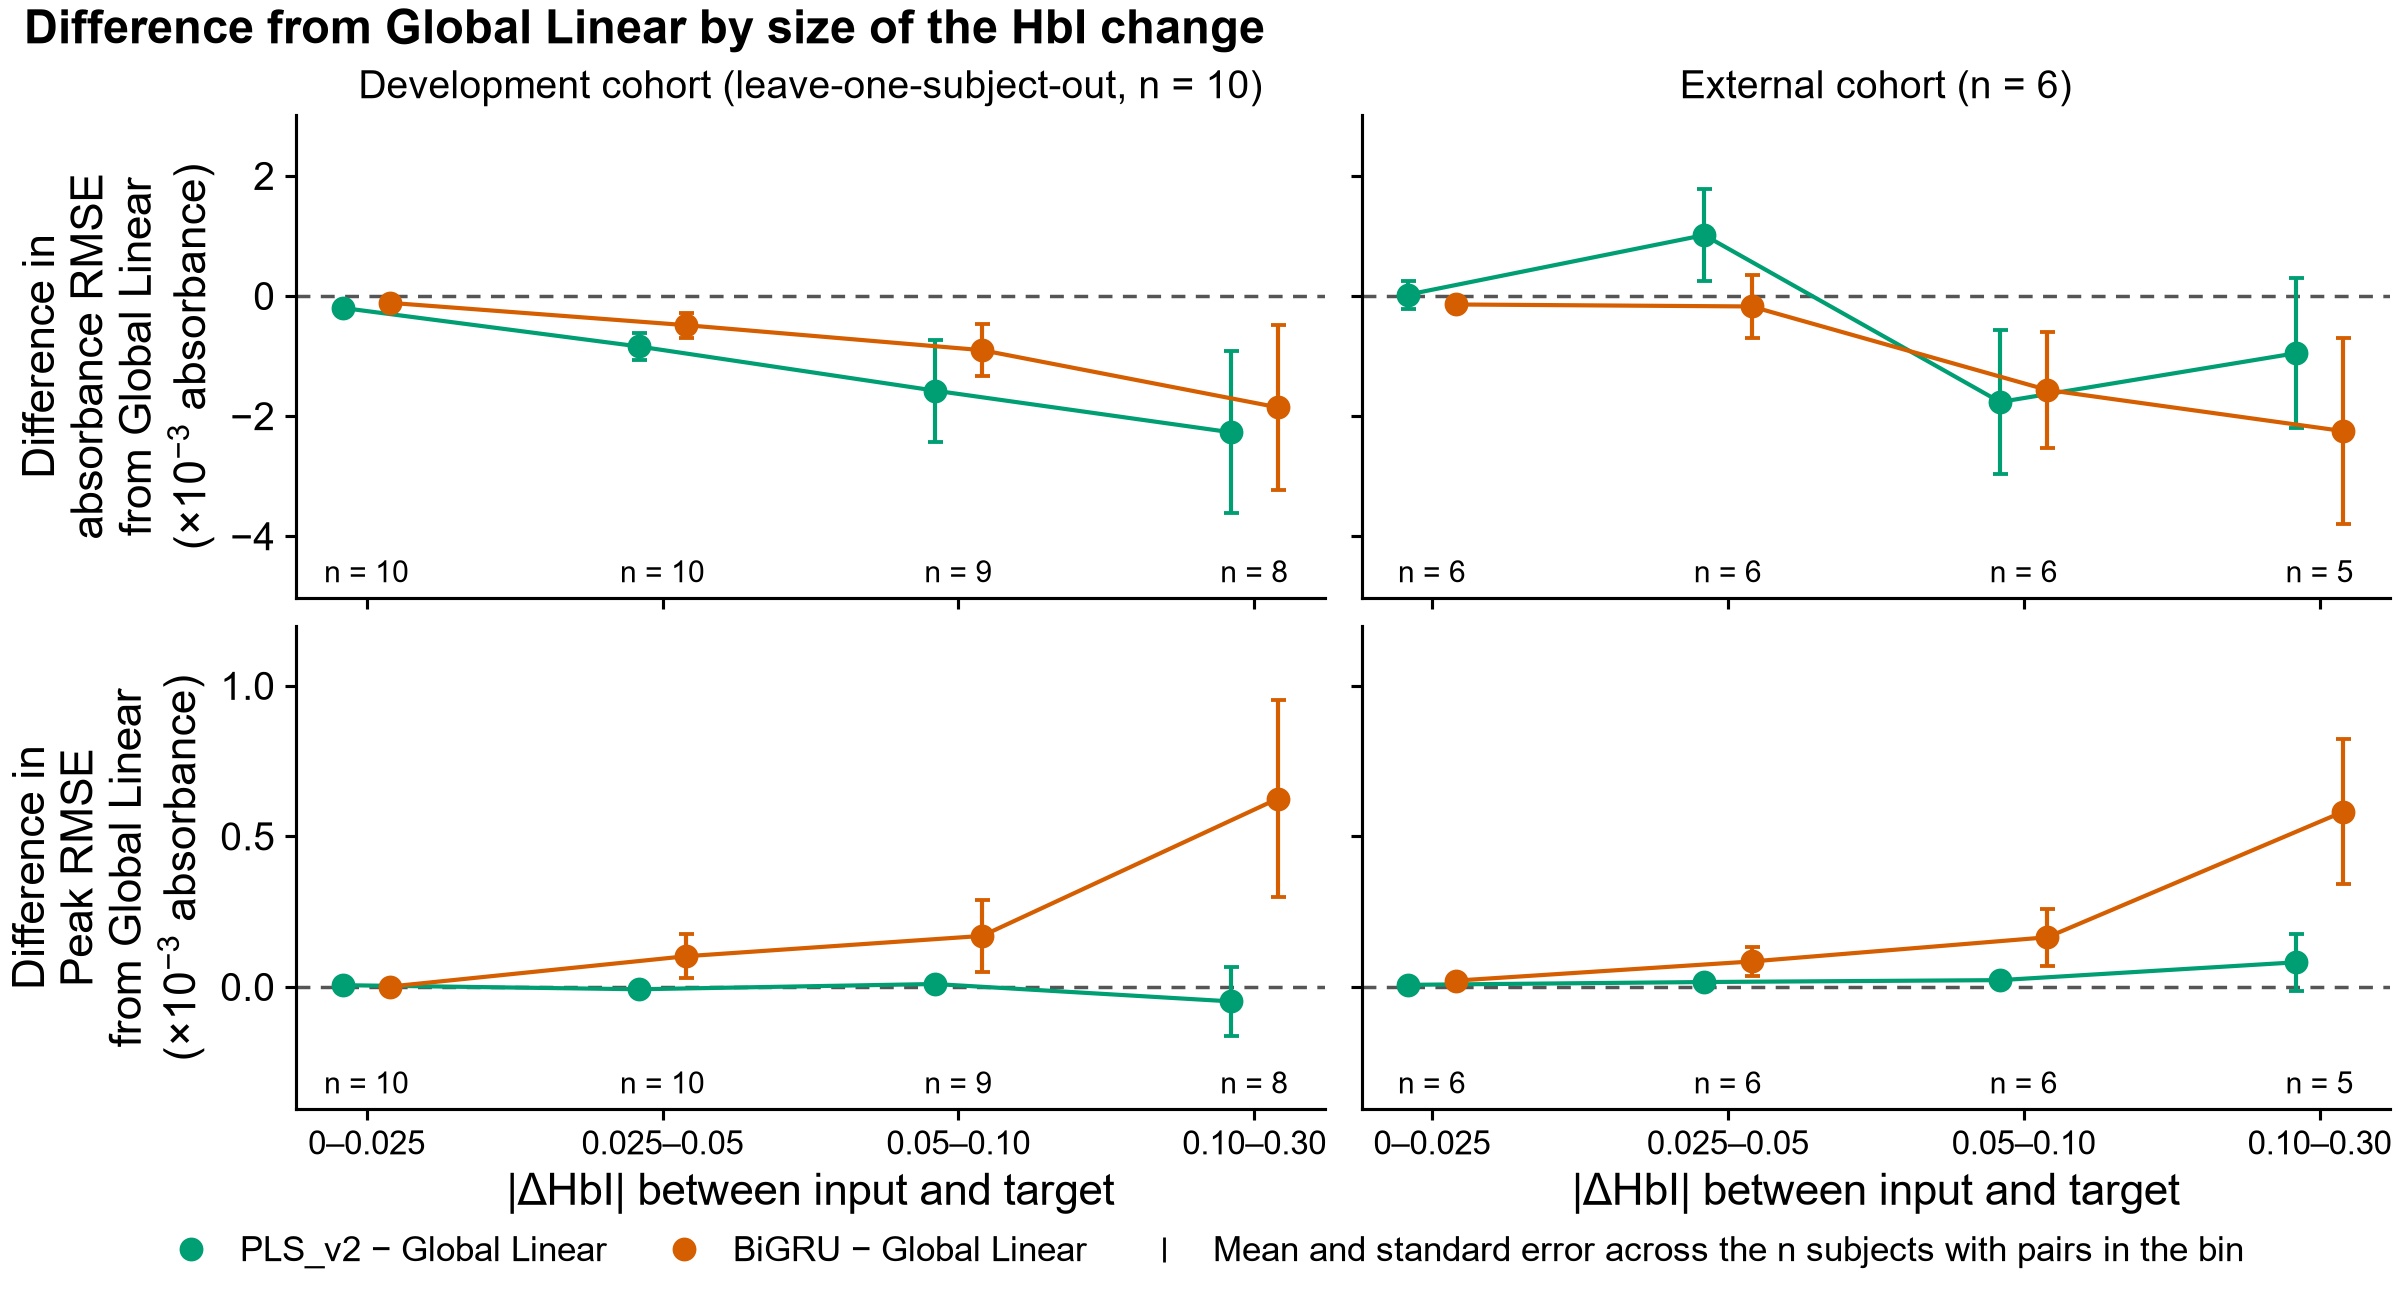 Difference from Global Linear by size of the HbI change
Development cohort (leave-one-subject-out, n = 10)
External cohort (n = 6)
Difference in
absorbance RMSE
from Global Linear
(×10⁻³ absorbance)
2
0
−2
−4
n = 10
n = 10
n = 9
n = 8
n = 6
n = 6
n = 6
n = 5
Difference in
Peak RMSE
from Global Linear
(×10⁻³ absorbance)
1.0
0.5
0.0
n = 10
n = 10
n = 9
n = 8
n = 6
n = 6
n = 6
n = 5
0–0.025
0.025–0.05
0.05–0.10
0.10–0.30
0–0.025
0.025–0.05
0.05–0.10
0.10–0.30
|ΔHbI| between input and target
|ΔHbI| between input and target
PLS_v2 − Global Linear
BiGRU − Global Linear
Mean and standard error across the n subjects with pairs in the bin